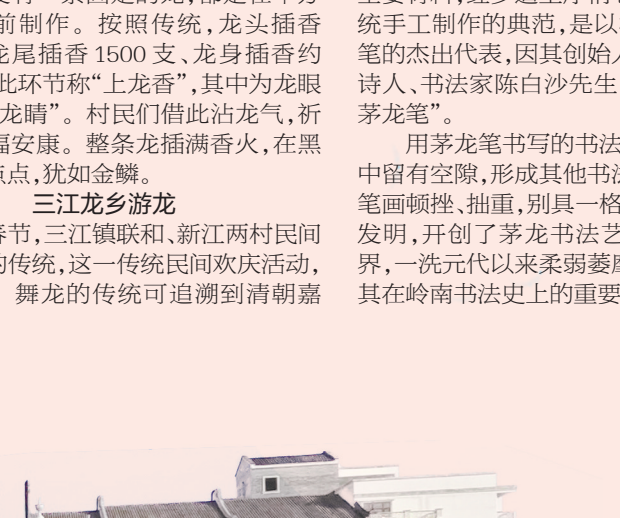 前制作。按照传统,龙头插香
龙尾插香 1500 支、龙身插香约
此环节称“上龙香”,其中为龙眼
龙睛”。村民们借此沾龙气,祈
福安康。整条龙插满香火,在黑
点点,犹如金鳞。
三江龙乡游龙
春节,三江镇联和、新江两村民间
的传统,这一传统民间欢庆活动,
舞龙的传统可追溯到清朝嘉
统手工制作的典范,是以
笔的杰出代表,因其创始人
诗人、书法家陈白沙先生
茅龙笔”。
用茅龙笔书写的书法
中留有空隙,形成其他书法
笔画顿挫、拙重,别具一格
发明,开创了茅龙书法艺
界,一洗元代以来柔弱萎靡
其在岭南书法史上的重要